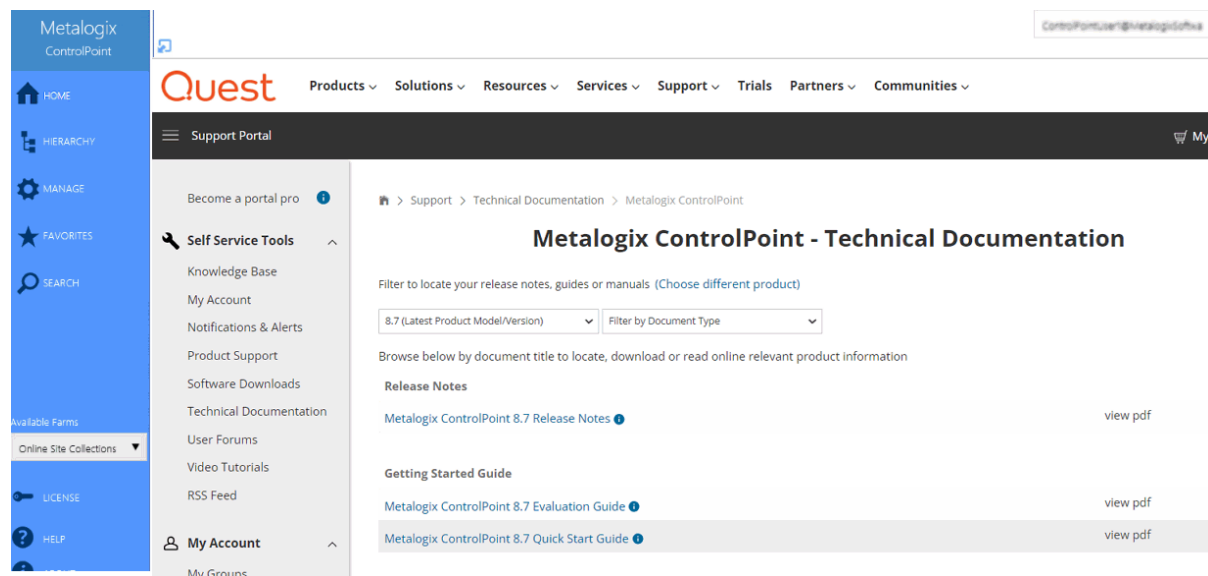 Metalogix
ControlPoint
HOME
HIERARCHY
MANAGE
FAVORITES
SEARCH
Available Farms
Online Site Collections
LICENSE
HELP
Quest
Products Solutions Resources Services Support Trials Partners Communities
Support Portal
My
Become a portal pro
Self Service Tools
Knowledge Base
My Account
Notifications & Alerts
Product Support
Software Downloads
Technical Documentation
User Forums
Video Tutorials
RSS Feed
My Account
My Groups
> Support > Technical Documentation > Metalogix ControlPoint
Metalogix ControlPoint - Technical Documentation
Filter to locate your release notes, guides or manuals (Choose different product)
8.7 (Latest Product Model/Version) Filter by Document Type
Browse below by document title to locate, download or read online relevant product information
Release Notes
Metalogix ControlPoint 8.7 Release Notes view pdf
Getting Started Guide
Metalogix ControlPoint 8.7 Evaluation Guide view pdf
Metalogix ControlPoint 8.7 Quick Start Guide view pdf